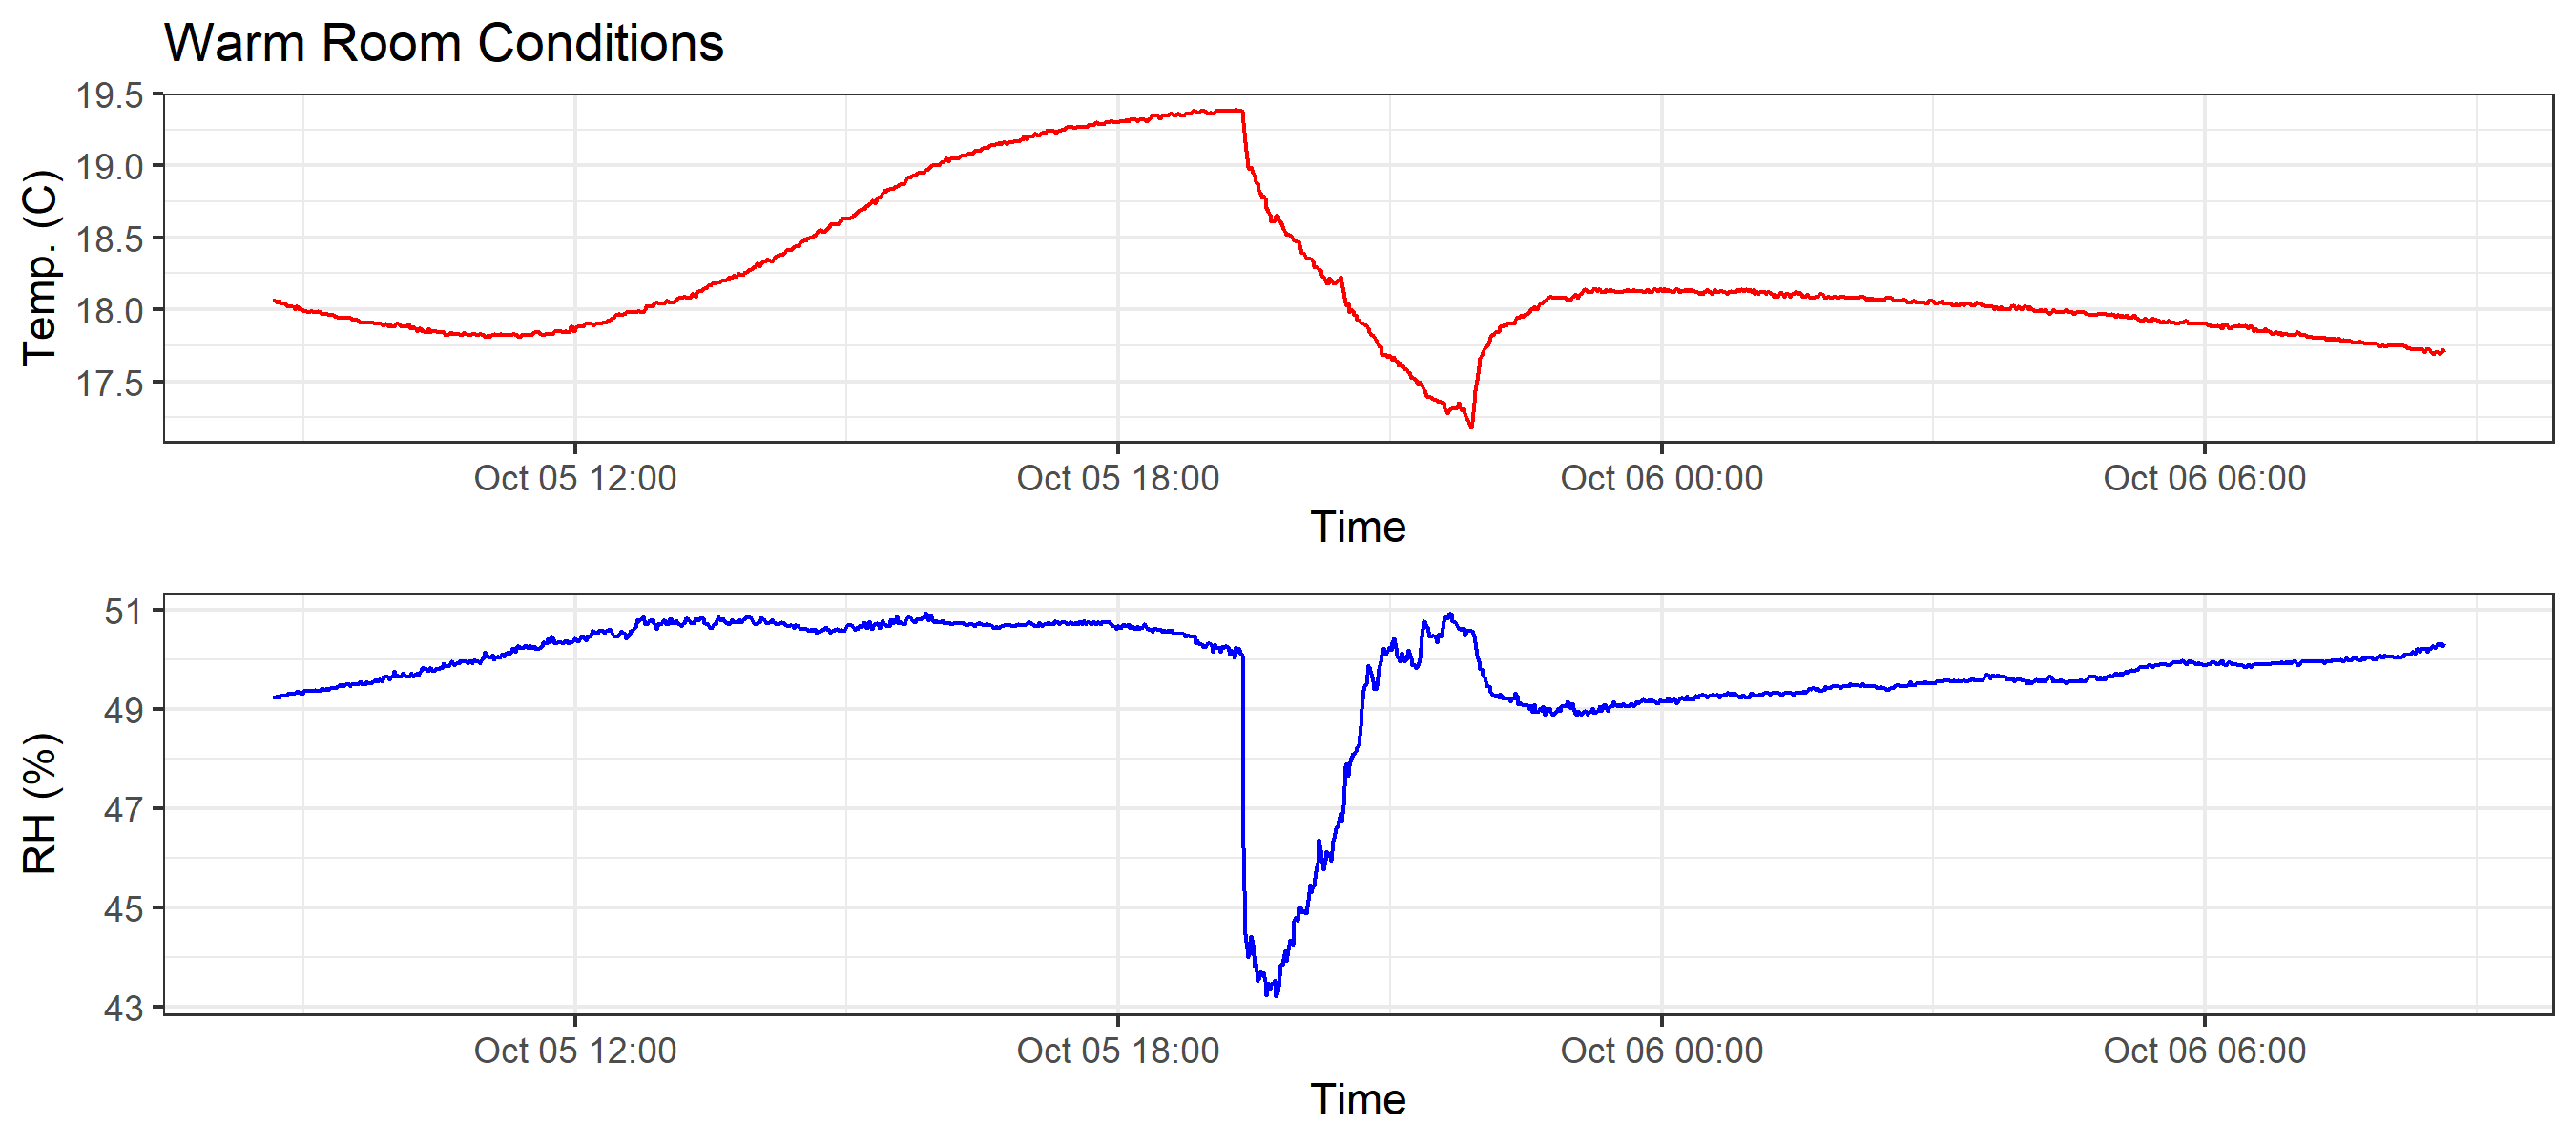 Warm Room Conditions
19.5
19.0
18.5
18.0
17.5
Temp. (C)
Oct 05 12:00 Oct 05 18:00 Oct 06 00:00 Oct 06 06:00
Time
51
49
47
45
43
RH (%)
Oct 05 12:00 Oct 05 18:00 Oct 06 00:00 Oct 06 06:00
Time